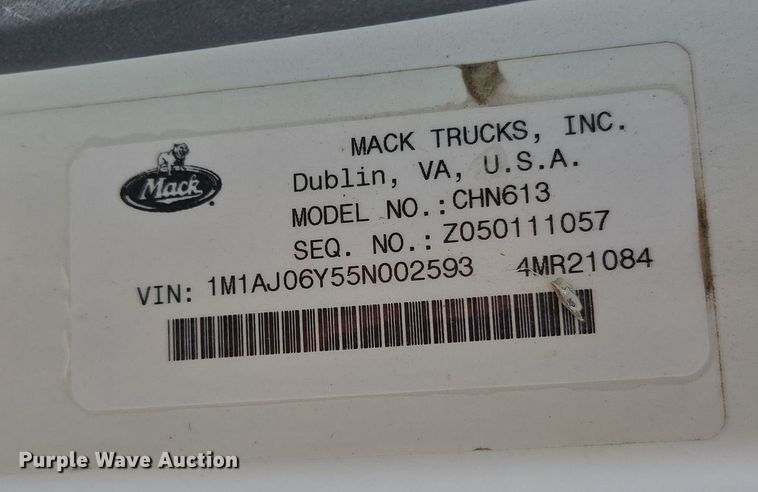 MACK TRUCKS, INC.
Dublin, VA, U.S.A.
MODEL NO.: CHN613
SEQ. NO.: Z050111057
Mack
VIN: 1M1AJ06Y55N002593 4MR21084
Purple Wave Auction